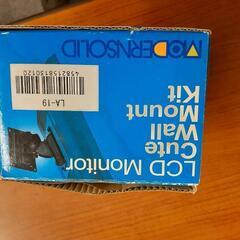 LCD Monitor
Cute
Wall
Mount
Kit
LA-19
4582158130120
MODERNSOLID